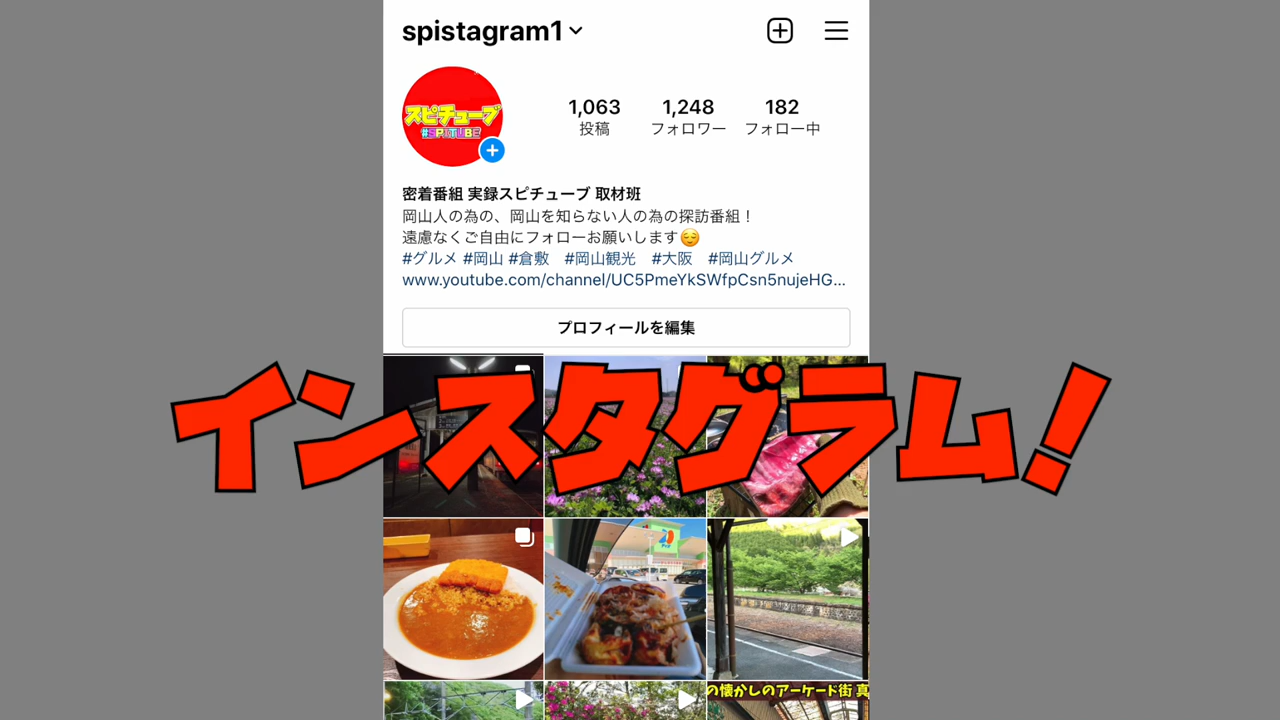 spistagram1
スピチューブ
#SPITUBE
1,063
1,248
182
投稿
フォロワー
フォロー中
密着番組 実録スピチューブ 取材班
岡山人の為の、岡山を知らない人の為の探訪番組！
遠慮なくご自由にフォローお願いします😌
#グルメ #岡山 #倉敷 #岡山観光 #大阪 #岡山グルメ
www.youtube.com/channel/UC5PmeYkSWfpCsn5nujeHG...
プロフィールを編集
インスタグラム！
の懐かしのアーケード街 真